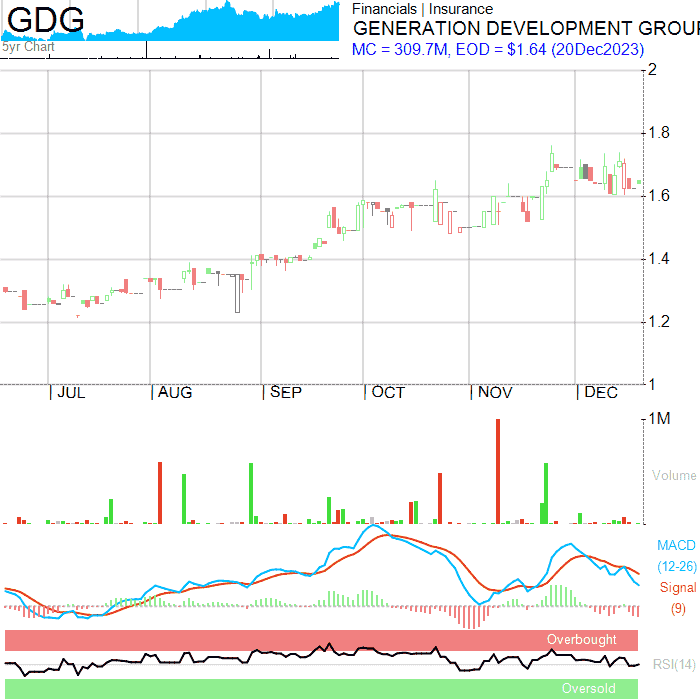 GDG
5yr Chart
Financials | Insurance
GENERATION DEVELOPMENT GROU
MC = 309.7M, EOD = $1.64 (20Dec2023)
2
1.8
1.6
1.4
1.2
1
JUL
AUG
SEP
OCT
NOV
DEC
1M
Volume
MACD
(12-26)
Signal
(9)
Overbought
RSI(14)
Oversold